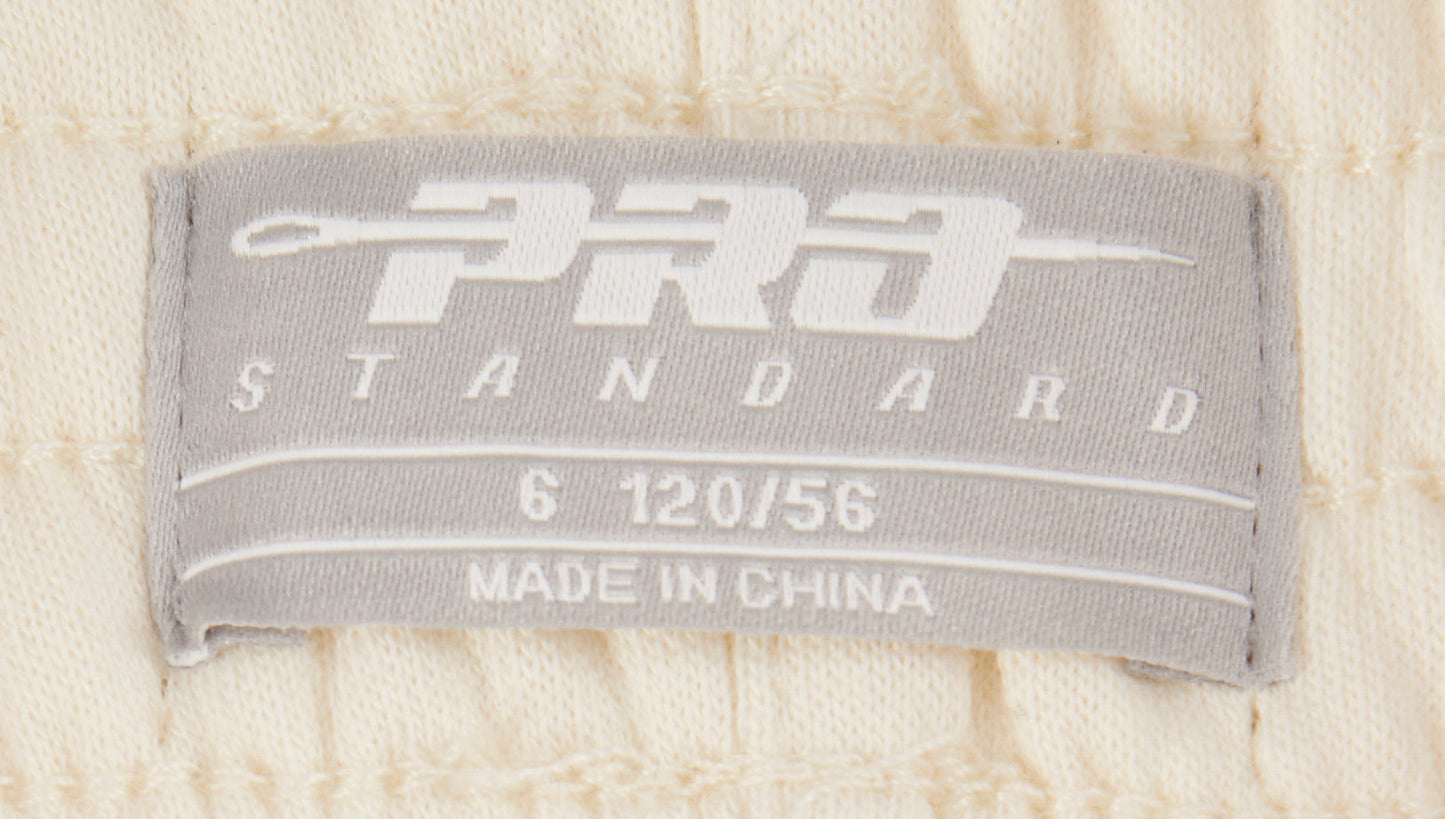 PRO
STANDARD
6 120/56
MADE IN CHINA